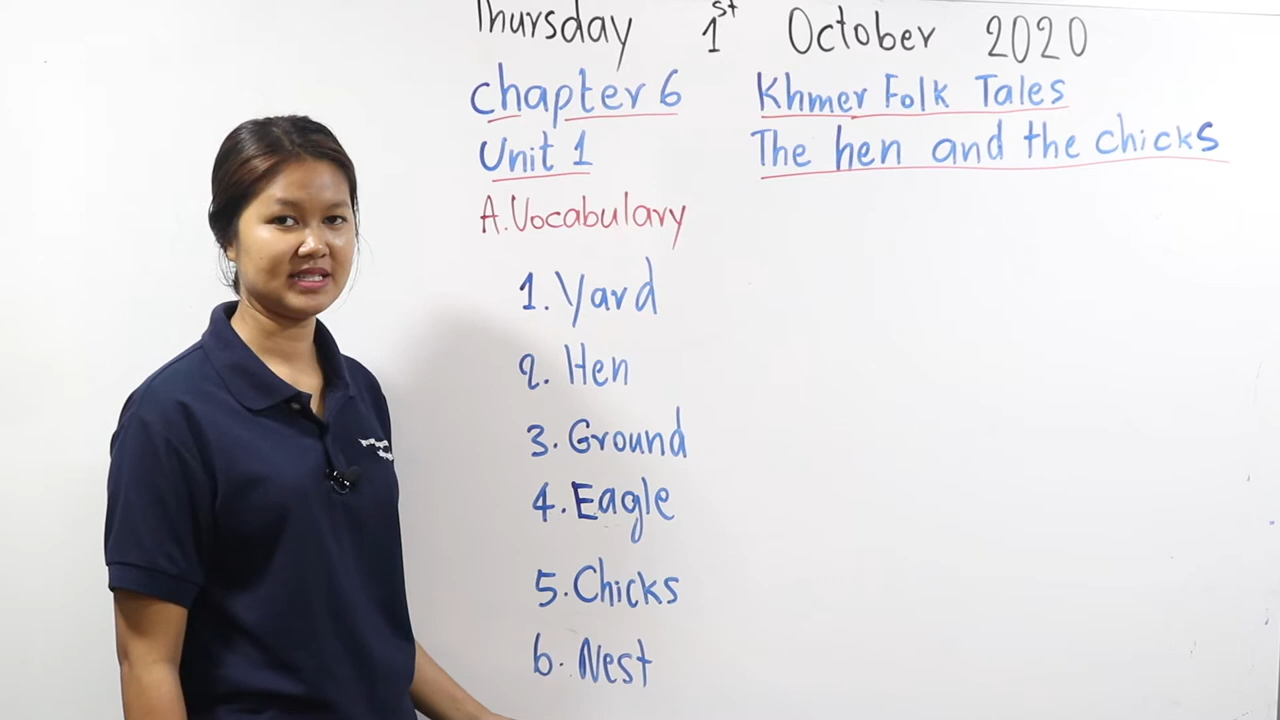 Thursday 1st October 2020
Chapter 6 Khmer Folk Tales
Unit 1 The hen and the chicks
A. Vocabulary
1. Yard
2. Hen
3. Ground
4. Eagle
5. Chicks
6. Nest